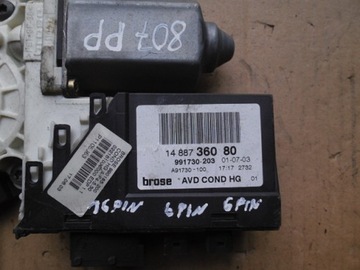 807 PP
14 887 360 80
991730-203 01-07-03
A91730-100 17:17 2782
brose AVD COND HG 01
16PIN 6PIN 6PIN